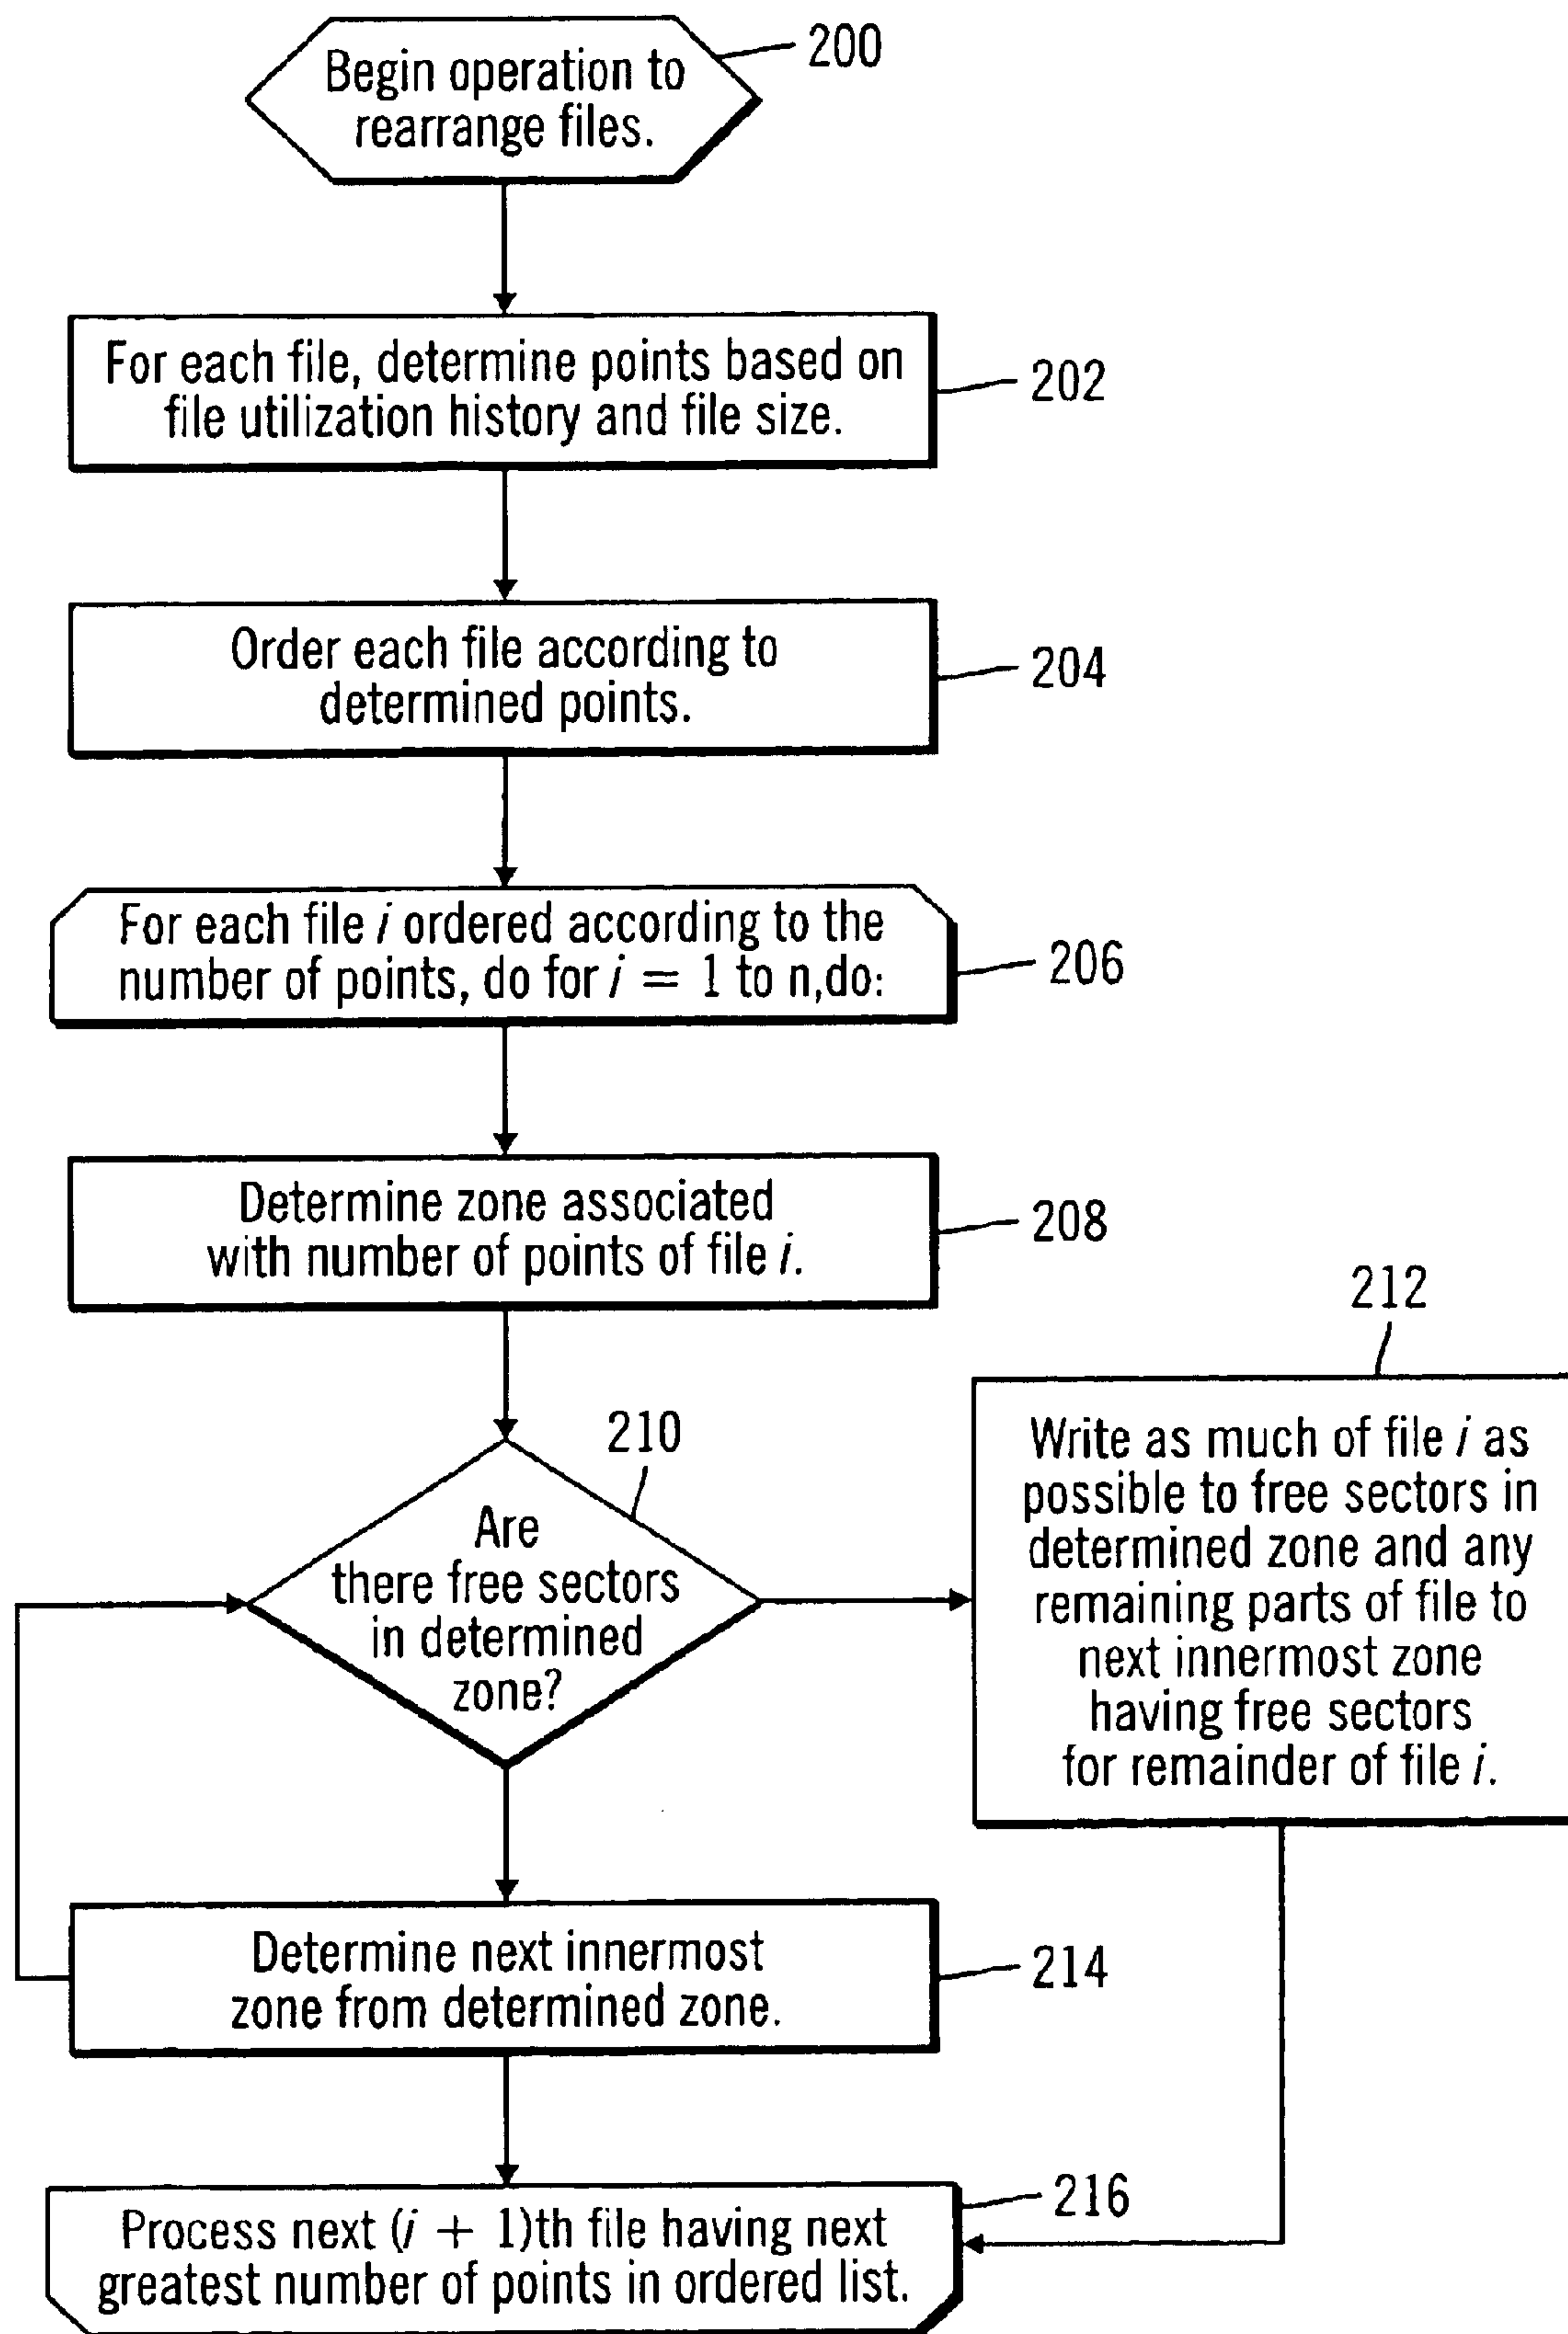 Begin operation to
rearrange files.
200
For each file, determine points based on
file utilization history and file size.
202
Order each file according to
determined points.
204
For each file i ordered according to the
number of points, do for i = 1 to n,do:
206
Determine zone associated
with number of points of file i.
208
210
Are
there free sectors
in determined
zone?
212
Write as much of file i as
possible to free sectors in
determined zone and any
remaining parts of file to
next innermost zone
having free sectors
for remainder of file i.
Determine next innermost
zone from determined zone.
214
Process next (i + 1)th file having next
greatest number of points in ordered list.
216